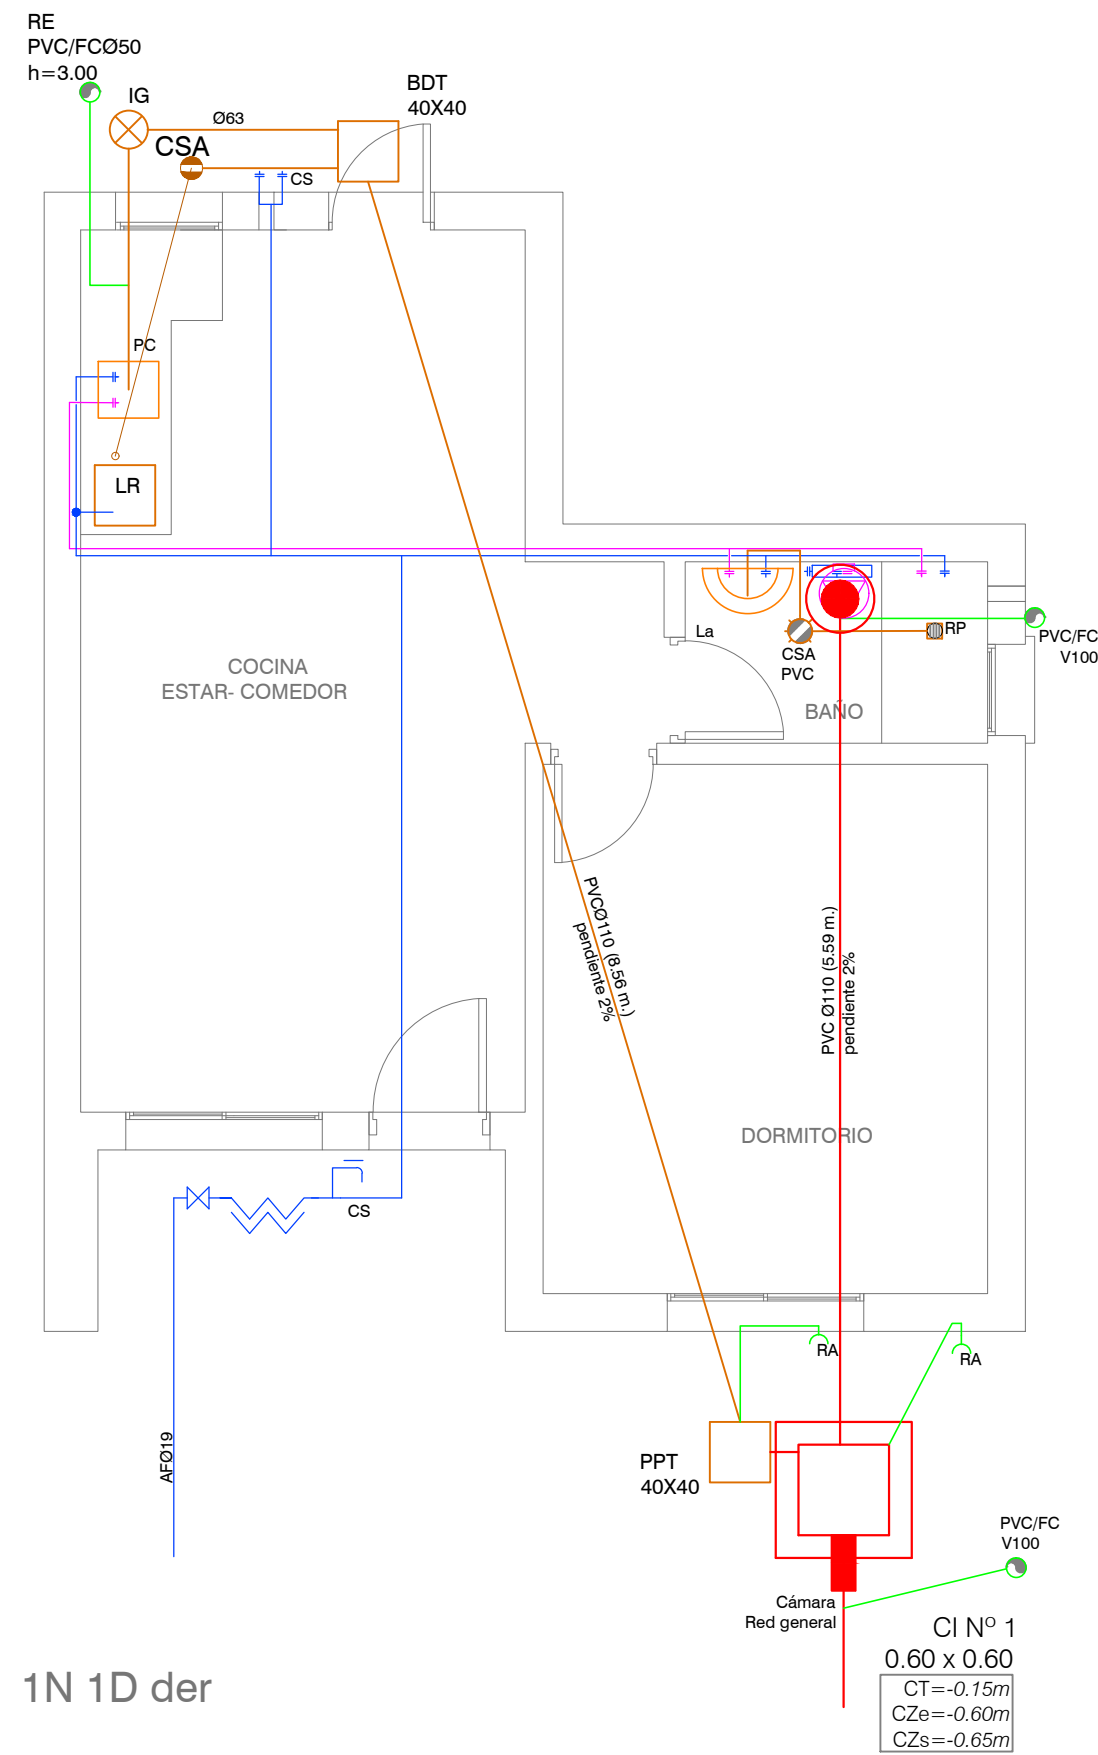 RE
PVC/FCØ50
h=3.00
IG
Ø63
BDT
40X40
CSA
CS
PC
LR
COCINA
ESTAR- COMEDOR
La
CSA
PVC
RP
PVC/FC
V100
BAÑO
PVCØ110 (8.56 m.)
pendiente 2%
PVC Ø110 (5.59 m.)
pendiente 2%
DORMITORIO
CS
AFØ19
RA
RA
PPT
40X40
PVC/FC
V100
Cámara
Red general
CI Nº 1
0.60 x 0.60
CT=-0.15m
CZe=-0.60m
CZs=-0.65m
1N 1D der